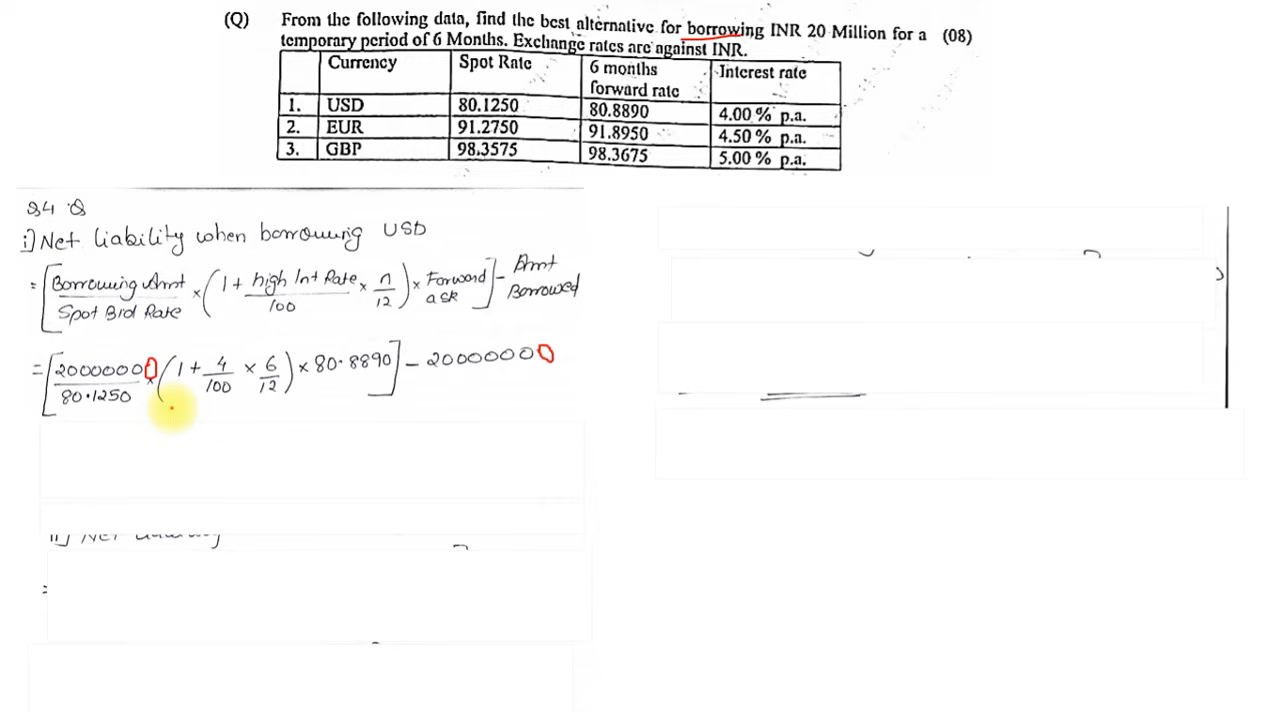 (Q) From the following data, find the best alternative for borrowing INR 20 Million for a (08)
temporary period of 6 Months. Exchange rates are against INR.
Currency Spot Rate 6 months forward rate Interest rate
1. USD 80.1250 80.8890 4.00 % p.a.
2. EUR 91.2750 91.8950 4.50 % p.a.
3. GBP 98.3575 98.3675 5.00 % p.a.
Q4 Q
i) Net liability when borrowing USD
= [Borrowing Amt / Spot Bid Rate × (1 + high Int Rate / 100 × n / 12) × Forward ask] - Amt Borrowed
= [20000000 / 80.1250 × (1 + 4 / 100 × 6 / 12) × 80.8890] - 20000000
ii) Net
=